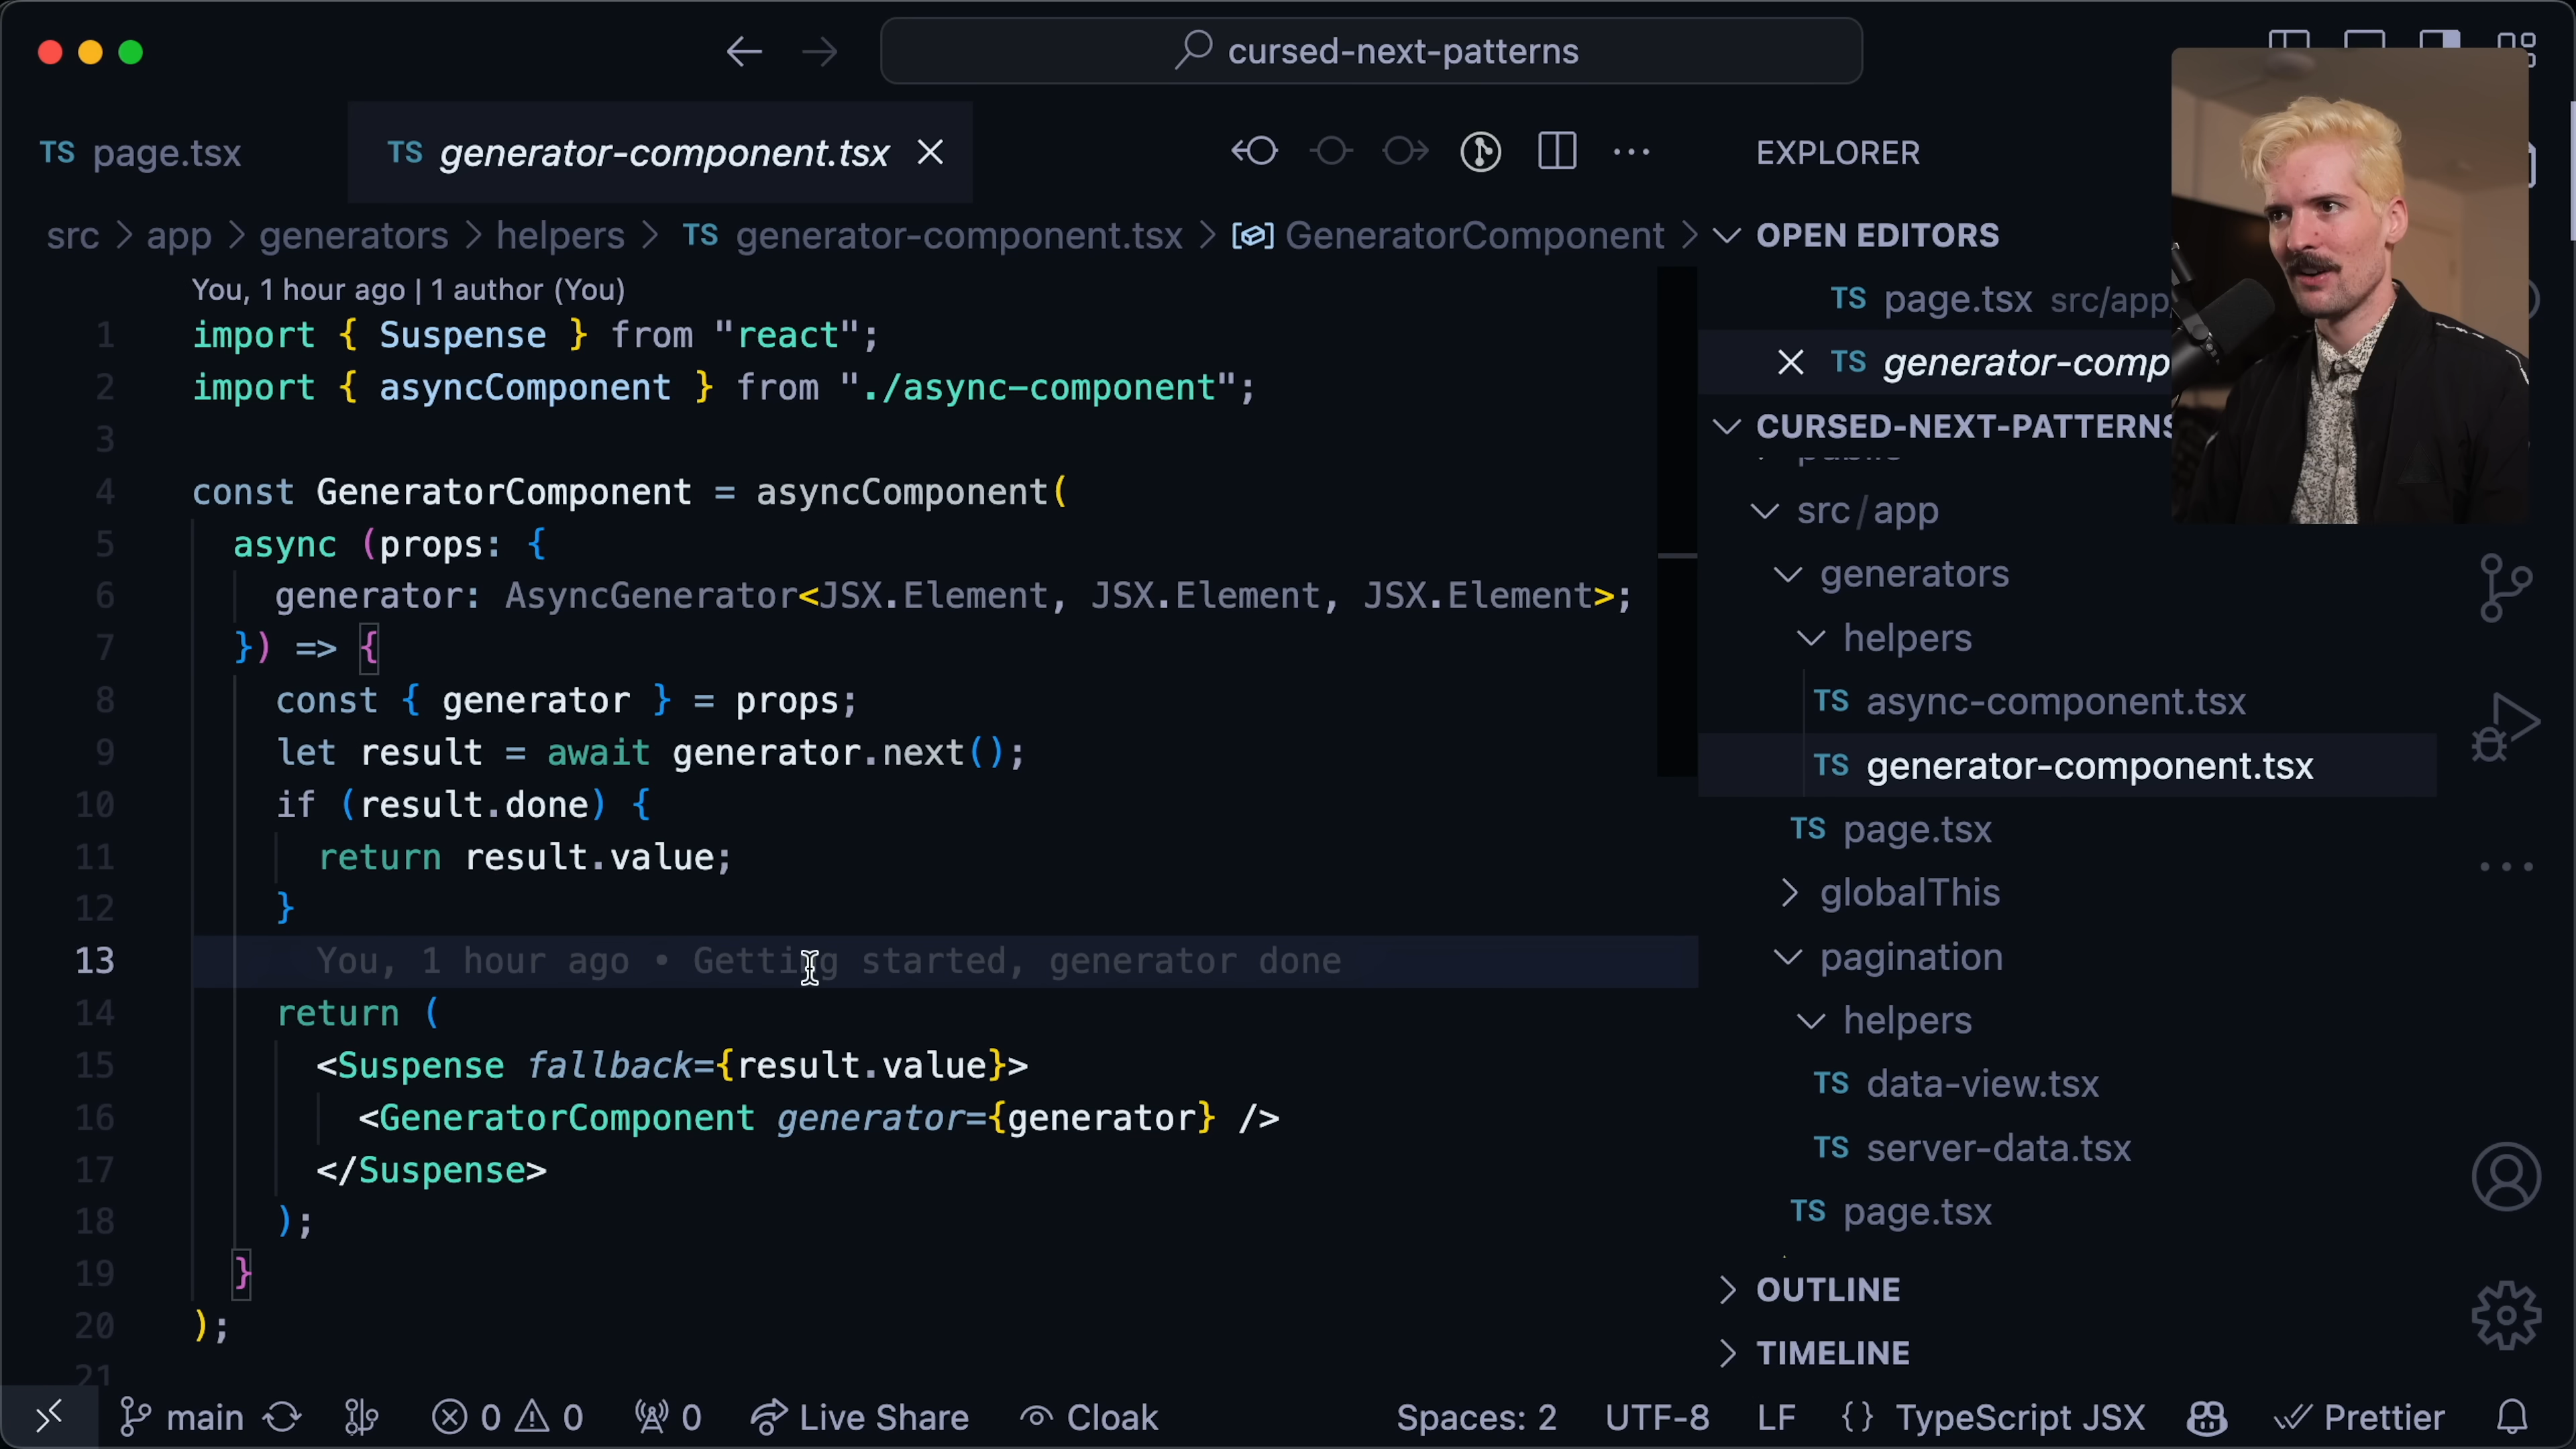 cursed-next-patterns
TS page.tsx
TS generator-component.tsx
src > app > generators > helpers > TS generator-component.tsx > GeneratorComponent >
You, 1 hour ago | 1 author (You)
1 import { Suspense } from "react";
2 import { asyncComponent } from "./async-component";
3
4 const GeneratorComponent = asyncComponent(
5 async (props: {
6 generator: AsyncGenerator<JSX.Element, JSX.Element, JSX.Element>;
7 }) => {
8 const { generator } = props;
9 let result = await generator.next();
10 if (result.done) {
11 return result.value;
12 }
13 You, 1 hour ago • Getting started, generator done
14 return (
15 <Suspense fallback={result.value}>
16 <GeneratorComponent generator={generator} />
17 </Suspense>
18 );
19 }
20 );
21
EXPLORER
OPEN EDITORS
TS page.tsx src/app
TS generator-comp
CURSED-NEXT-PATTERNS
public
src/app
generators
helpers
TS async-component.tsx
TS generator-component.tsx
TS page.tsx
globalThis
pagination
helpers
TS data-view.tsx
TS server-data.tsx
TS page.tsx
OUTLINE
TIMELINE
main 0 0 0 Live Share Cloak Spaces: 2 UTF-8 LF {} TypeScript JSX Prettier